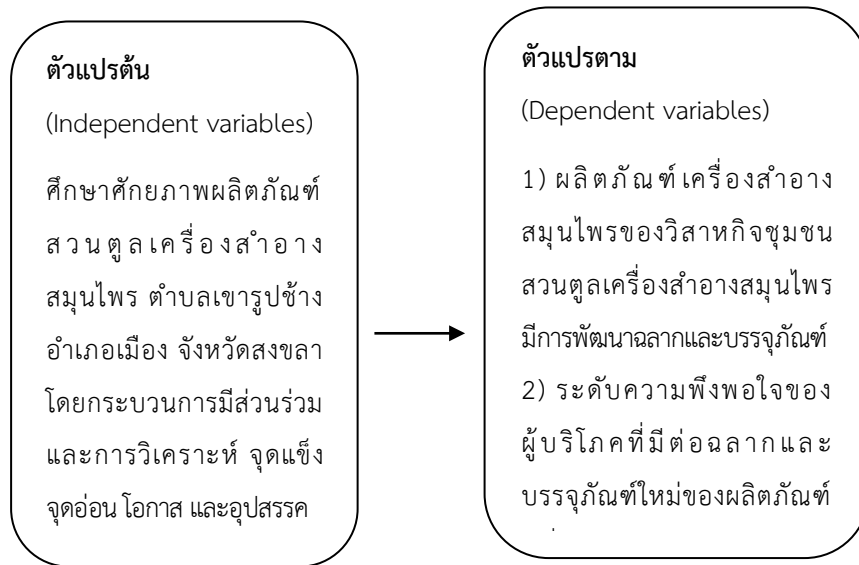 ตัวแปรต้น
(Independent variables)
ศึกษาศักยภาพผลิตภัณฑ์
สวนตูลเครื่องสำอาง
สมุนไพร ตำบลเขารูปช้าง
อำเภอเมือง จังหวัดสงขลา
โดยกระบวนการมีส่วนร่วม
และการวิเคราะห์ จุดแข็ง
จุดอ่อน โอกาส และอุปสรรค
ตัวแปรตาม
(Dependent variables)
1) ผลิตภัณฑ์เครื่องสำอาง
สมุนไพรของวิสาหกิจชุมชน
สวนตูลเครื่องสำอางสมุนไพร
มีการพัฒนาฉลากและบรรจุภัณฑ์
2) ระดับความพึงพอใจของ
ผู้บริโภคที่มีต่อฉลากและ
บรรจุภัณฑ์ใหม่ของผลิตภัณฑ์